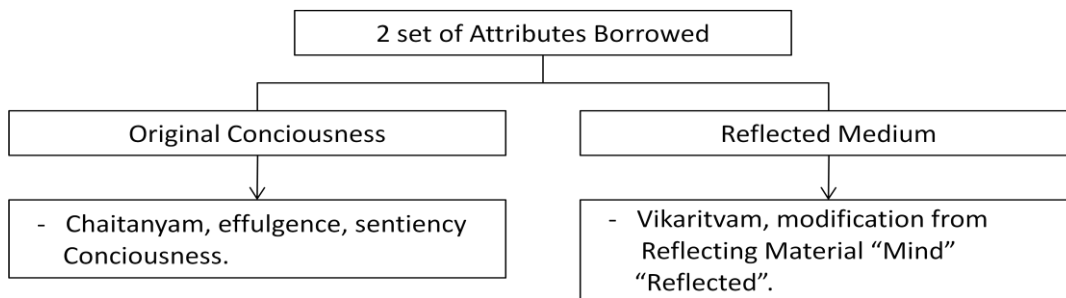 2 set of Attributes Borrowed
Original Conciousness
Reflected Medium
- Chaitanyam, effulgence, sentiency
Conciousness.
- Vikaritvam, modification from
Reflecting Material “Mind”
“Reflected”.